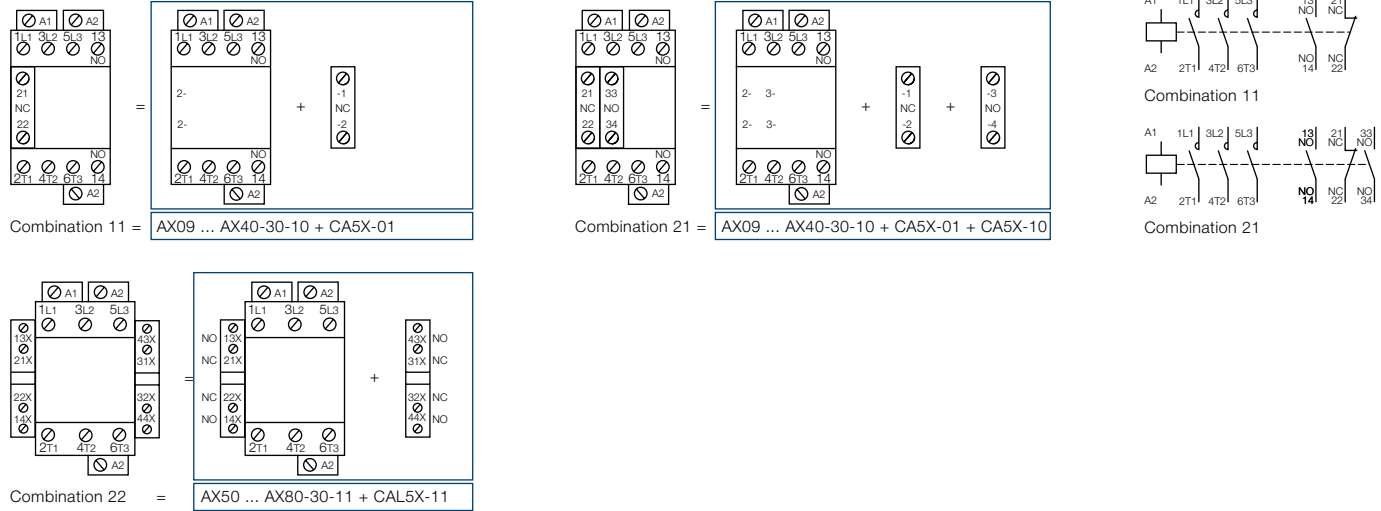 A1 A2
1L1 3L2 5L3 13
NO
21
NC
22
NO
2T1 4T2 6T3 14
A2
=
A1 A2
1L1 3L2 5L3 13
NO
2-
2-
NO
2T1 4T2 6T3 14
A2
+
-1
NC
-2
Combination 11 = AX09 ... AX40-30-10 + CA5X-01
A1 A2
1L1 3L2 5L3 13
NO
21 33
NC NO
22 34
NO
2T1 4T2 6T3 14
A2
=
A1 A2
1L1 3L2 5L3 13
NO
2- 3-
2- 3-
NO
2T1 4T2 6T3 14
A2
+
-1
NC
-2
+
-3
NO
-4
Combination 21 = AX09 ... AX40-30-10 + CA5X-01 + CA5X-10
A1 1L1 3L2 5L3 13 21
NO NC
A2 2T1 4T2 6T3 NO NC
14 22
Combination 11
A1 1L1 3L2 5L3 13 21 33
NO NC NO
A2 2T1 4T2 6T3 NO NC NO
14 22 34
Combination 21
A1 A2
1L1 3L2 5L3
13X 43X
21X 31X
22X 32X
14X 44X
2T1 4T2 6T3
A2
=
A1 A2
1L1 3L2 5L3
NO 13X
NC 21X
NC 22X
NO 14X
2T1 4T2 6T3
A2
+
43X NO
31X NC
32X NC
44X NO
Combination 22 = AX50 ... AX80-30-11 + CAL5X-11